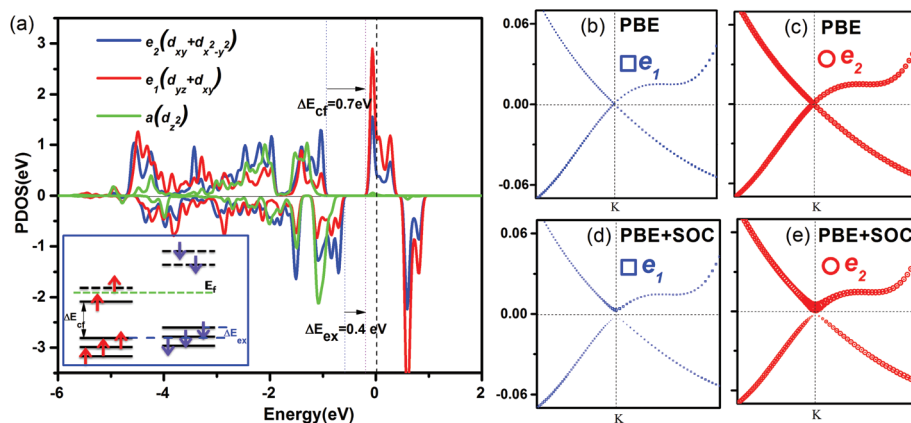 (a)
e₂(dxy+dx²-y²)
e₁(dyz+dxy)
a(dz²)
ΔEcf=0.7eV
ΔEex=0.4 eV
Ef
ΔEcf
ΔEex
PDOS(eV)
3
2
1
0
-1
-2
-3
-6
-4
-2
0
2
Energy(eV)
(b) PBE
e₁
0.06
0.00
-0.06
K
(c) PBE
e₂
K
(d) PBE+SOC
e₁
0.06
0.00
-0.06
K
(e) PBE+SOC
e₂
K